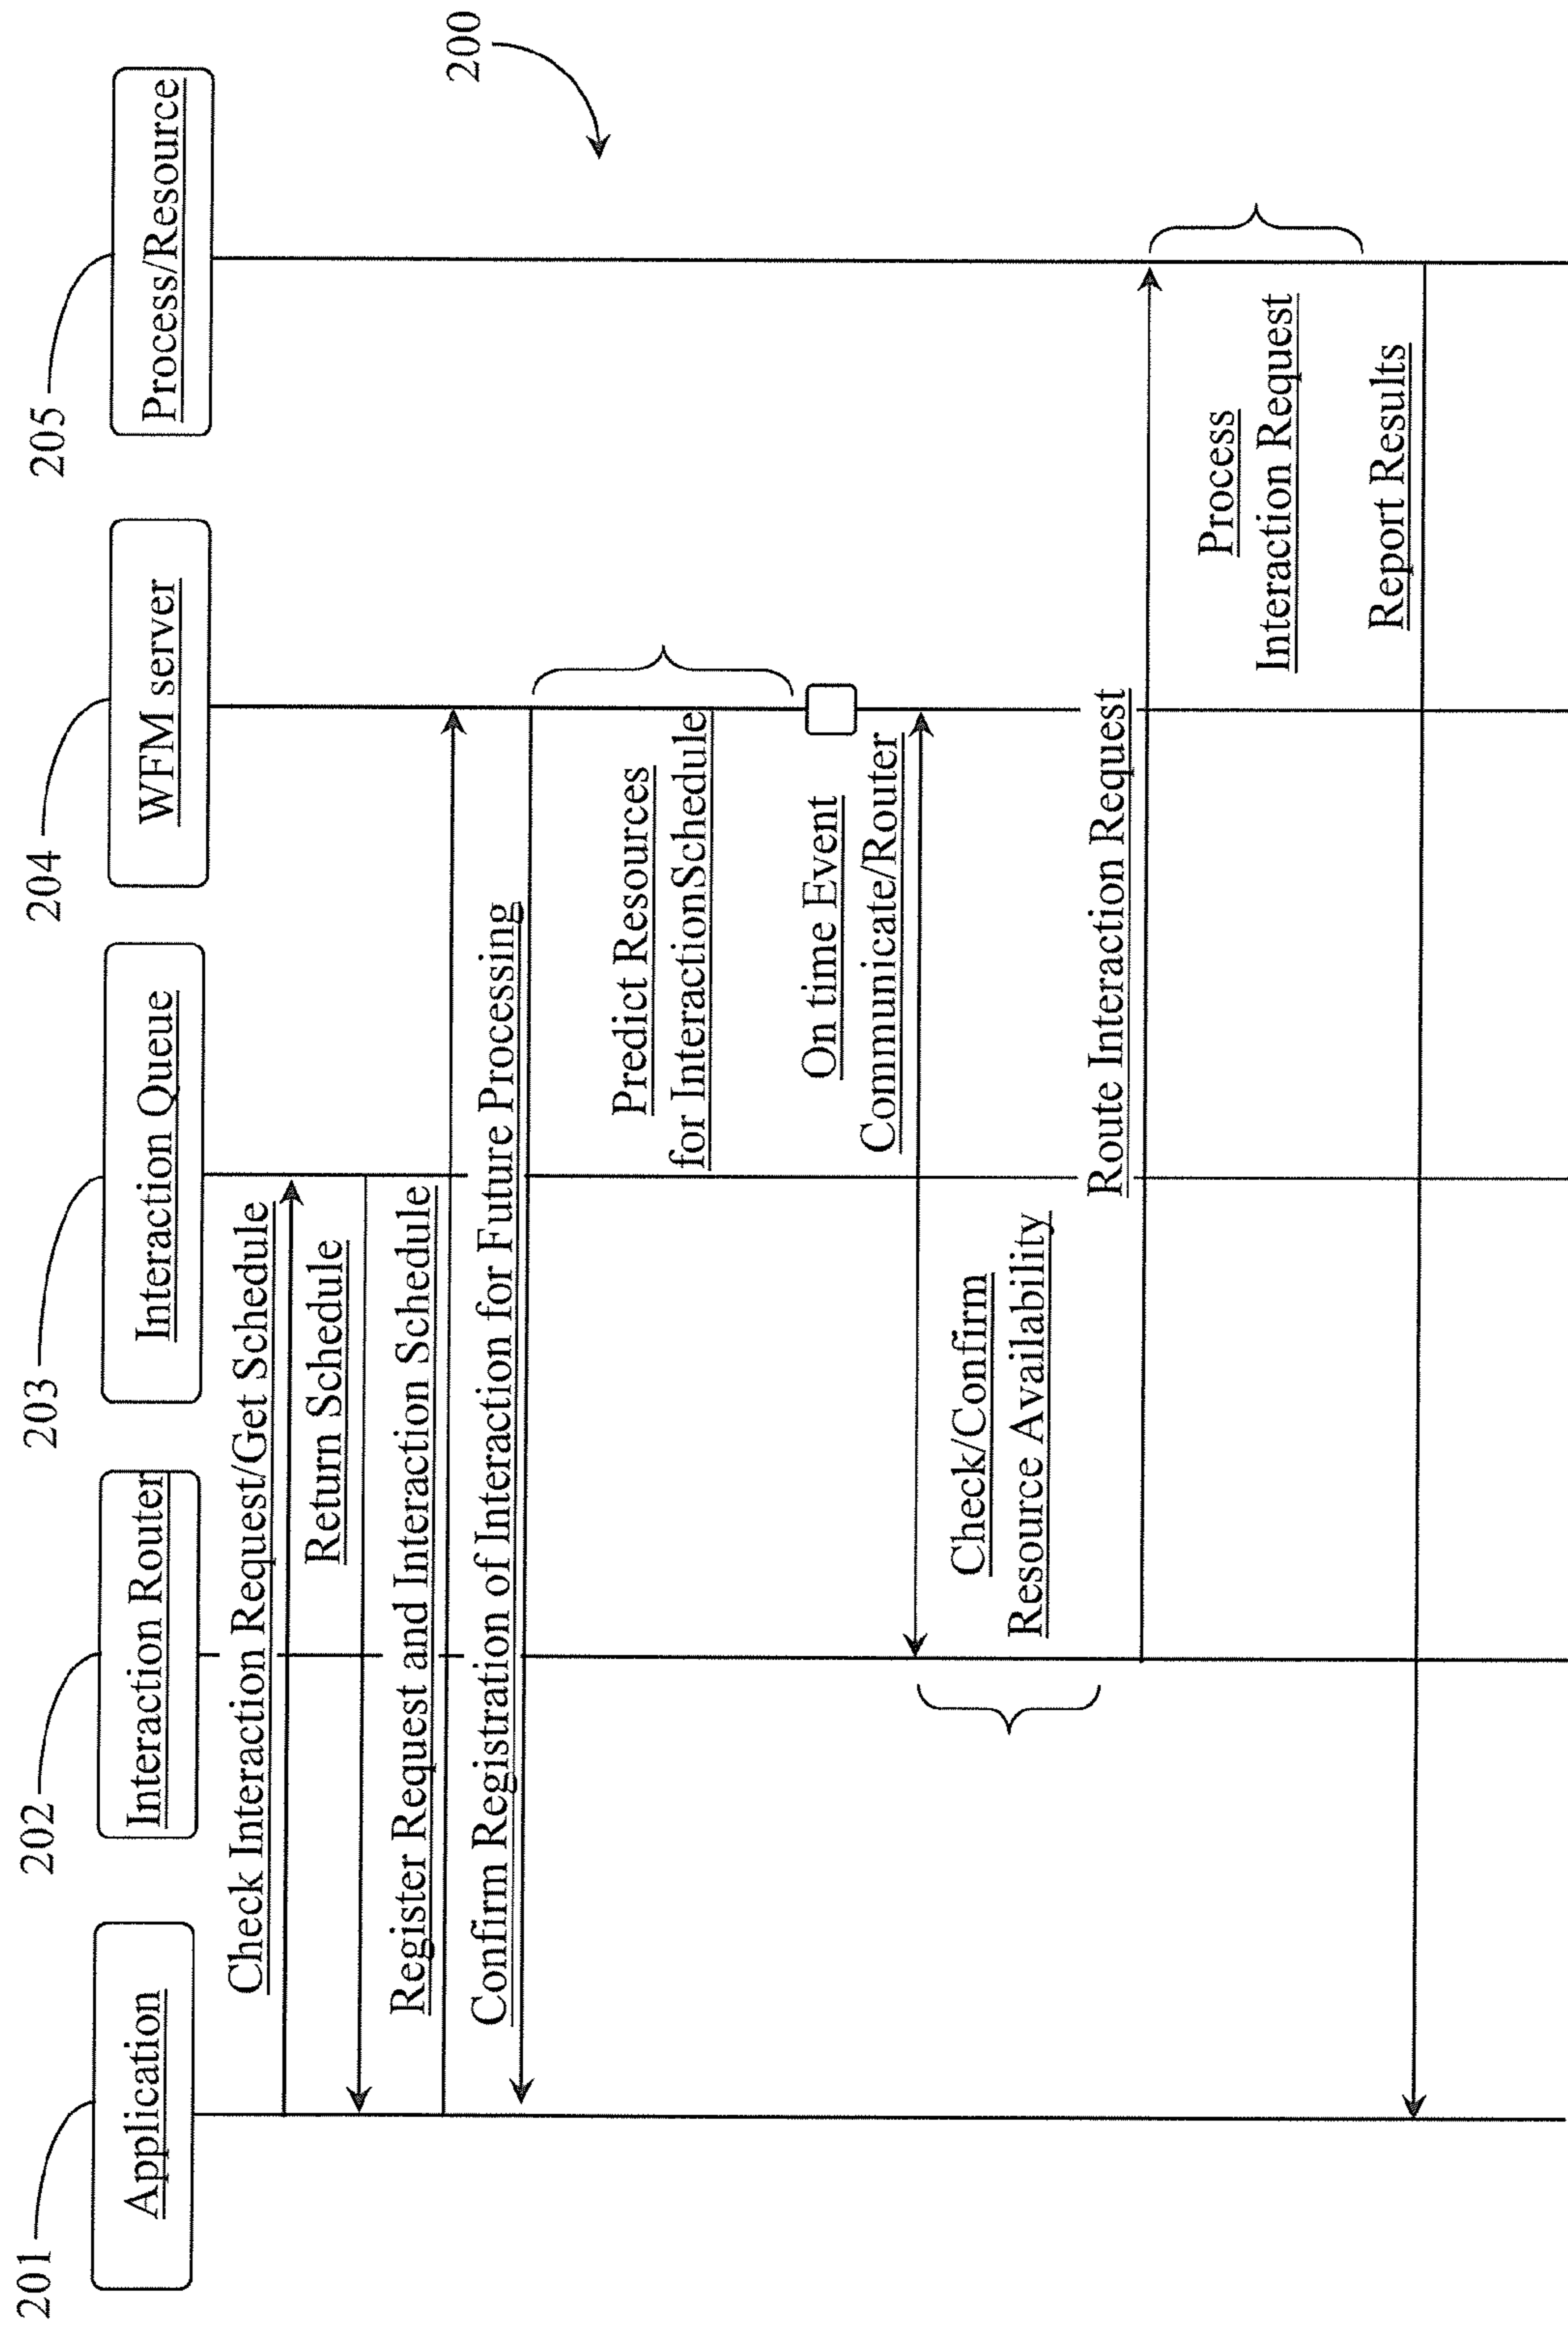 201
202
203
204
205
Application
Interaction Router
Interaction Queue
WFM server
Process/Resource
200
Check Interaction Request/Get Schedule
Return Schedule
Register Request and Interaction Schedule
Confirm Registration of Interaction for Future Processing
Predict Resources
for InteractionSchedule
On time Event
Communicate/Router
Check/Confirm
Resource Availability
Route Interaction Request
Process
Interaction Request
Report Results